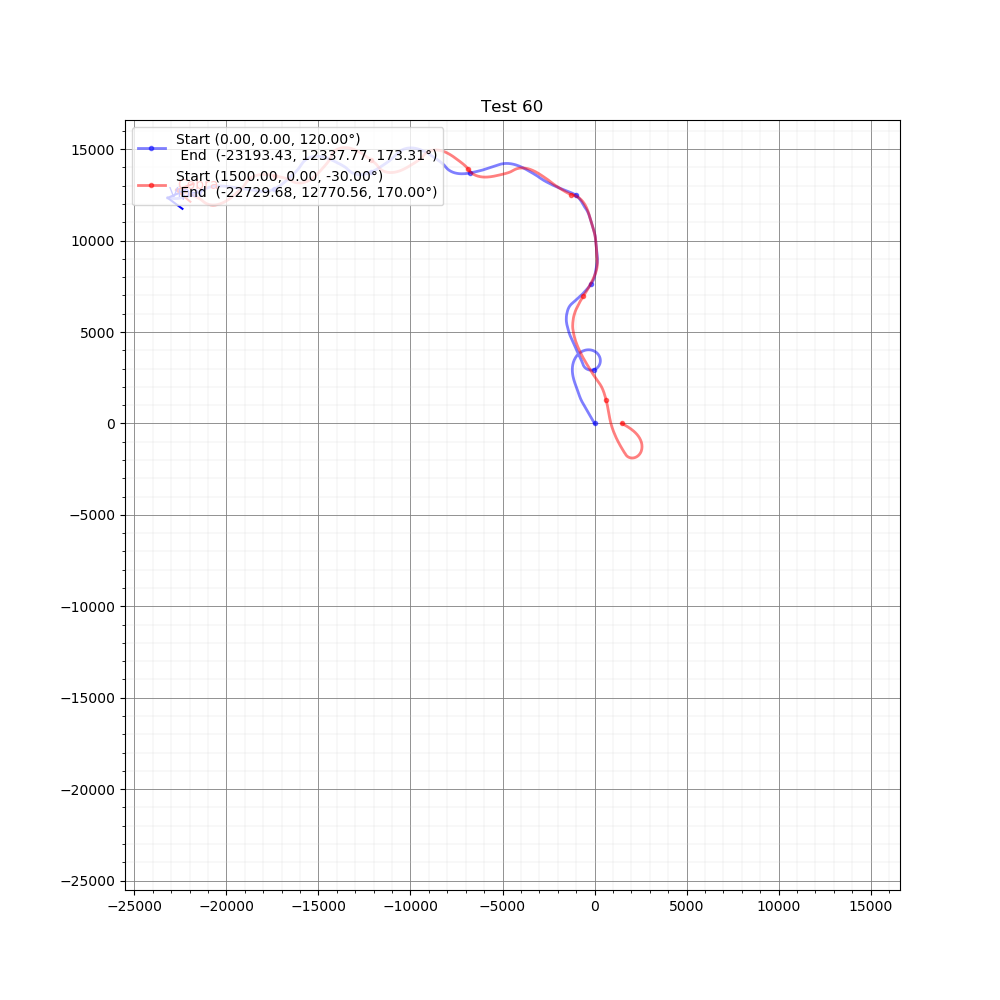 Test 60
Start (0.00, 0.00, 120.00°)
End (-23193.43, 12337.77, 173.31°)
Start (1500.00, 0.00, -30.00°)
End (-22729.68, 12770.56, 170.00°)
15000
10000
5000
0
−5000
−10000
−15000
−20000
−25000
−25000 −20000 −15000 −10000 −5000 0 5000 10000 15000